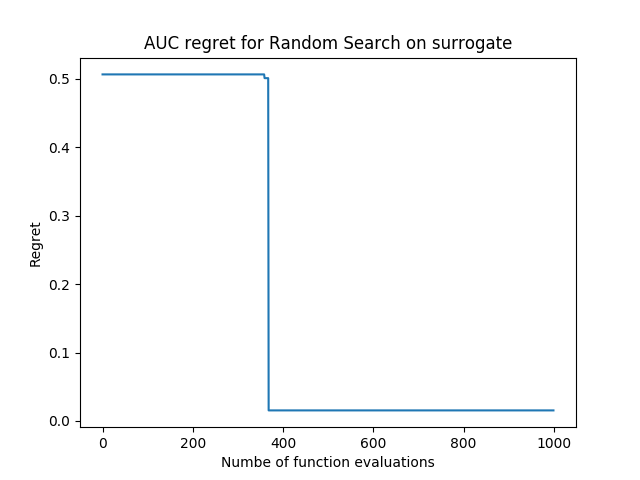 AUC regret for Random Search on surrogate
0.5
0.4
0.3
0.2
0.1
0.0
Regret
0 200 400 600 800 1000
Numbe of function evaluations